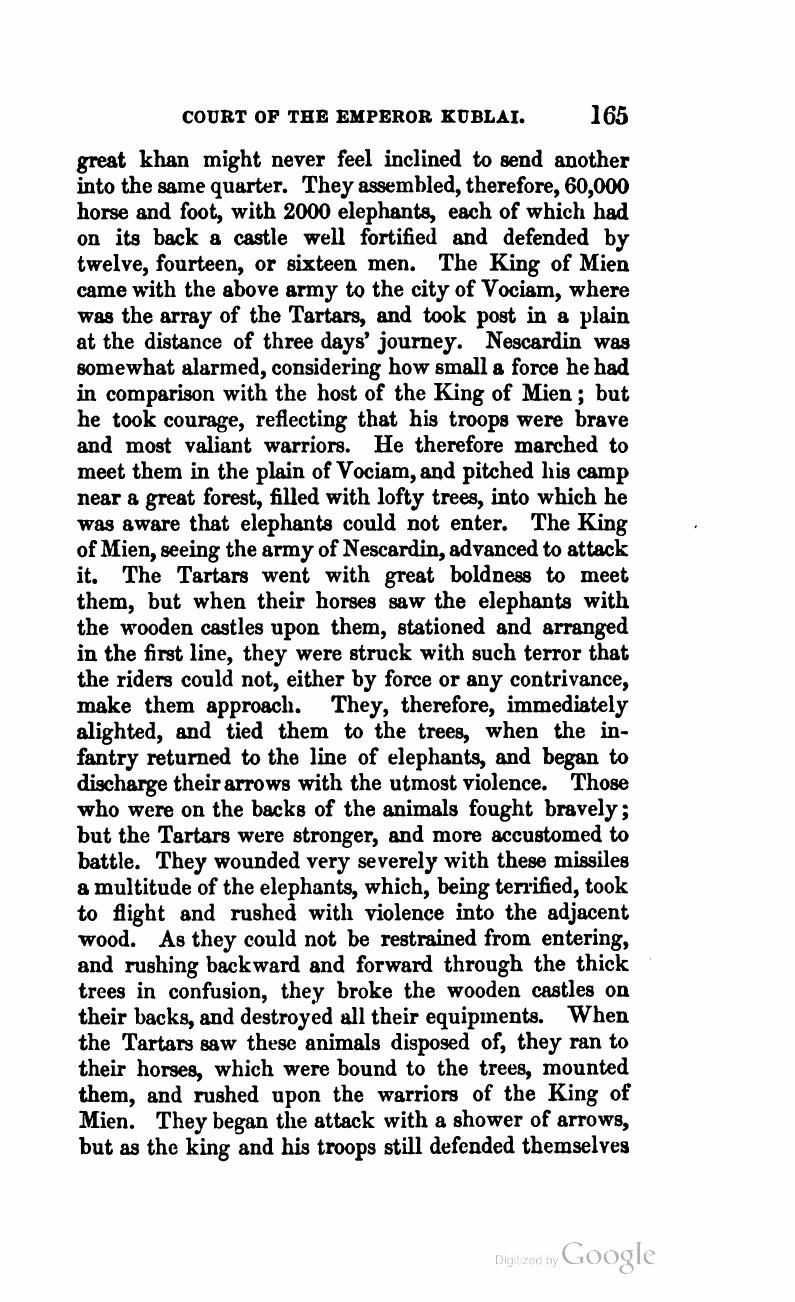 COURT OF THE EMPEROR KUBLAI. 165
great khan might never feel inclined to send another
into the same quarter. They assembled, therefore, 60,000
horse and foot, with 2000 elephants, each of which had
on its back a castle well fortified and defended by
twelve, fourteen, or sixteen men. The King of Mien
came with the above army to the city of Vociam, where
was the array of the Tartars, and took post in a plain
at the distance of three days' journey. Nescardin was
somewhat alarmed, considering how small a force he had
in comparison with the host of the King of Mien; but
he took courage, reflecting that his troops were brave
and most valiant warriors. He therefore marched to
meet them in the plain of Vociam, and pitched his camp
near a great forest, filled with lofty trees, into which he
was aware that elephants could not enter. The King
of Mien, seeing the army of Nescardin, advanced to attack
it. The Tartars went with great boldness to meet
them, but when their horses saw the elephants with
the wooden castles upon them, stationed and arranged
in the first line, they were struck with such terror that
the riders could not, either by force or any contrivance,
make them approach. They, therefore, immediately
alighted, and tied them to the trees, when the in-
fantry returned to the line of elephants, and began to
discharge their arrows with the utmost violence. Those
who were on the backs of the animals fought bravely;
but the Tartars were stronger, and more accustomed to
battle. They wounded very severely with these missiles
a multitude of the elephants, which, being terrified, took
to flight and rushed with violence into the adjacent
wood. As they could not be restrained from entering,
and rushing backward and forward through the thick
trees in confusion, they broke the wooden castles on
their backs, and destroyed all their equipments. When
the Tartars saw these animals disposed of, they ran to
their horses, which were bound to the trees, mounted
them, and rushed upon the warriors of the King of
Mien. They began the attack with a shower of arrows,
but as the king and his troops still defended themselves
Digitized by Google